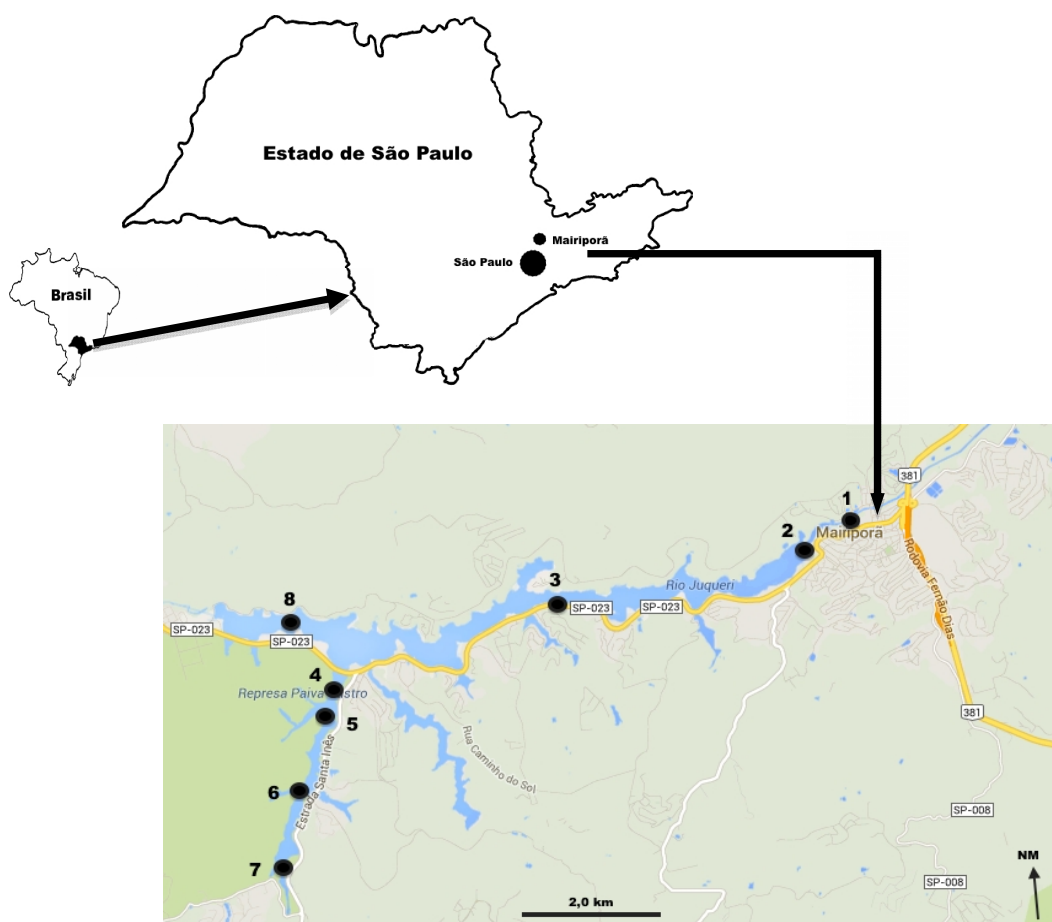 Estado de São Paulo
Mairiporã
São Paulo
Brasil
381
1
2
Mairiporã
Rodovia Fernão Dias
3
Rio Juqueri
SP-023
SP-023
8
SP-023
SP-023
4
Represa Paiva Castro
5
381
Rua Caminho do Sol
Estrada Santa Inês
6
SP-008
7
NM
SP-008
2,0 km